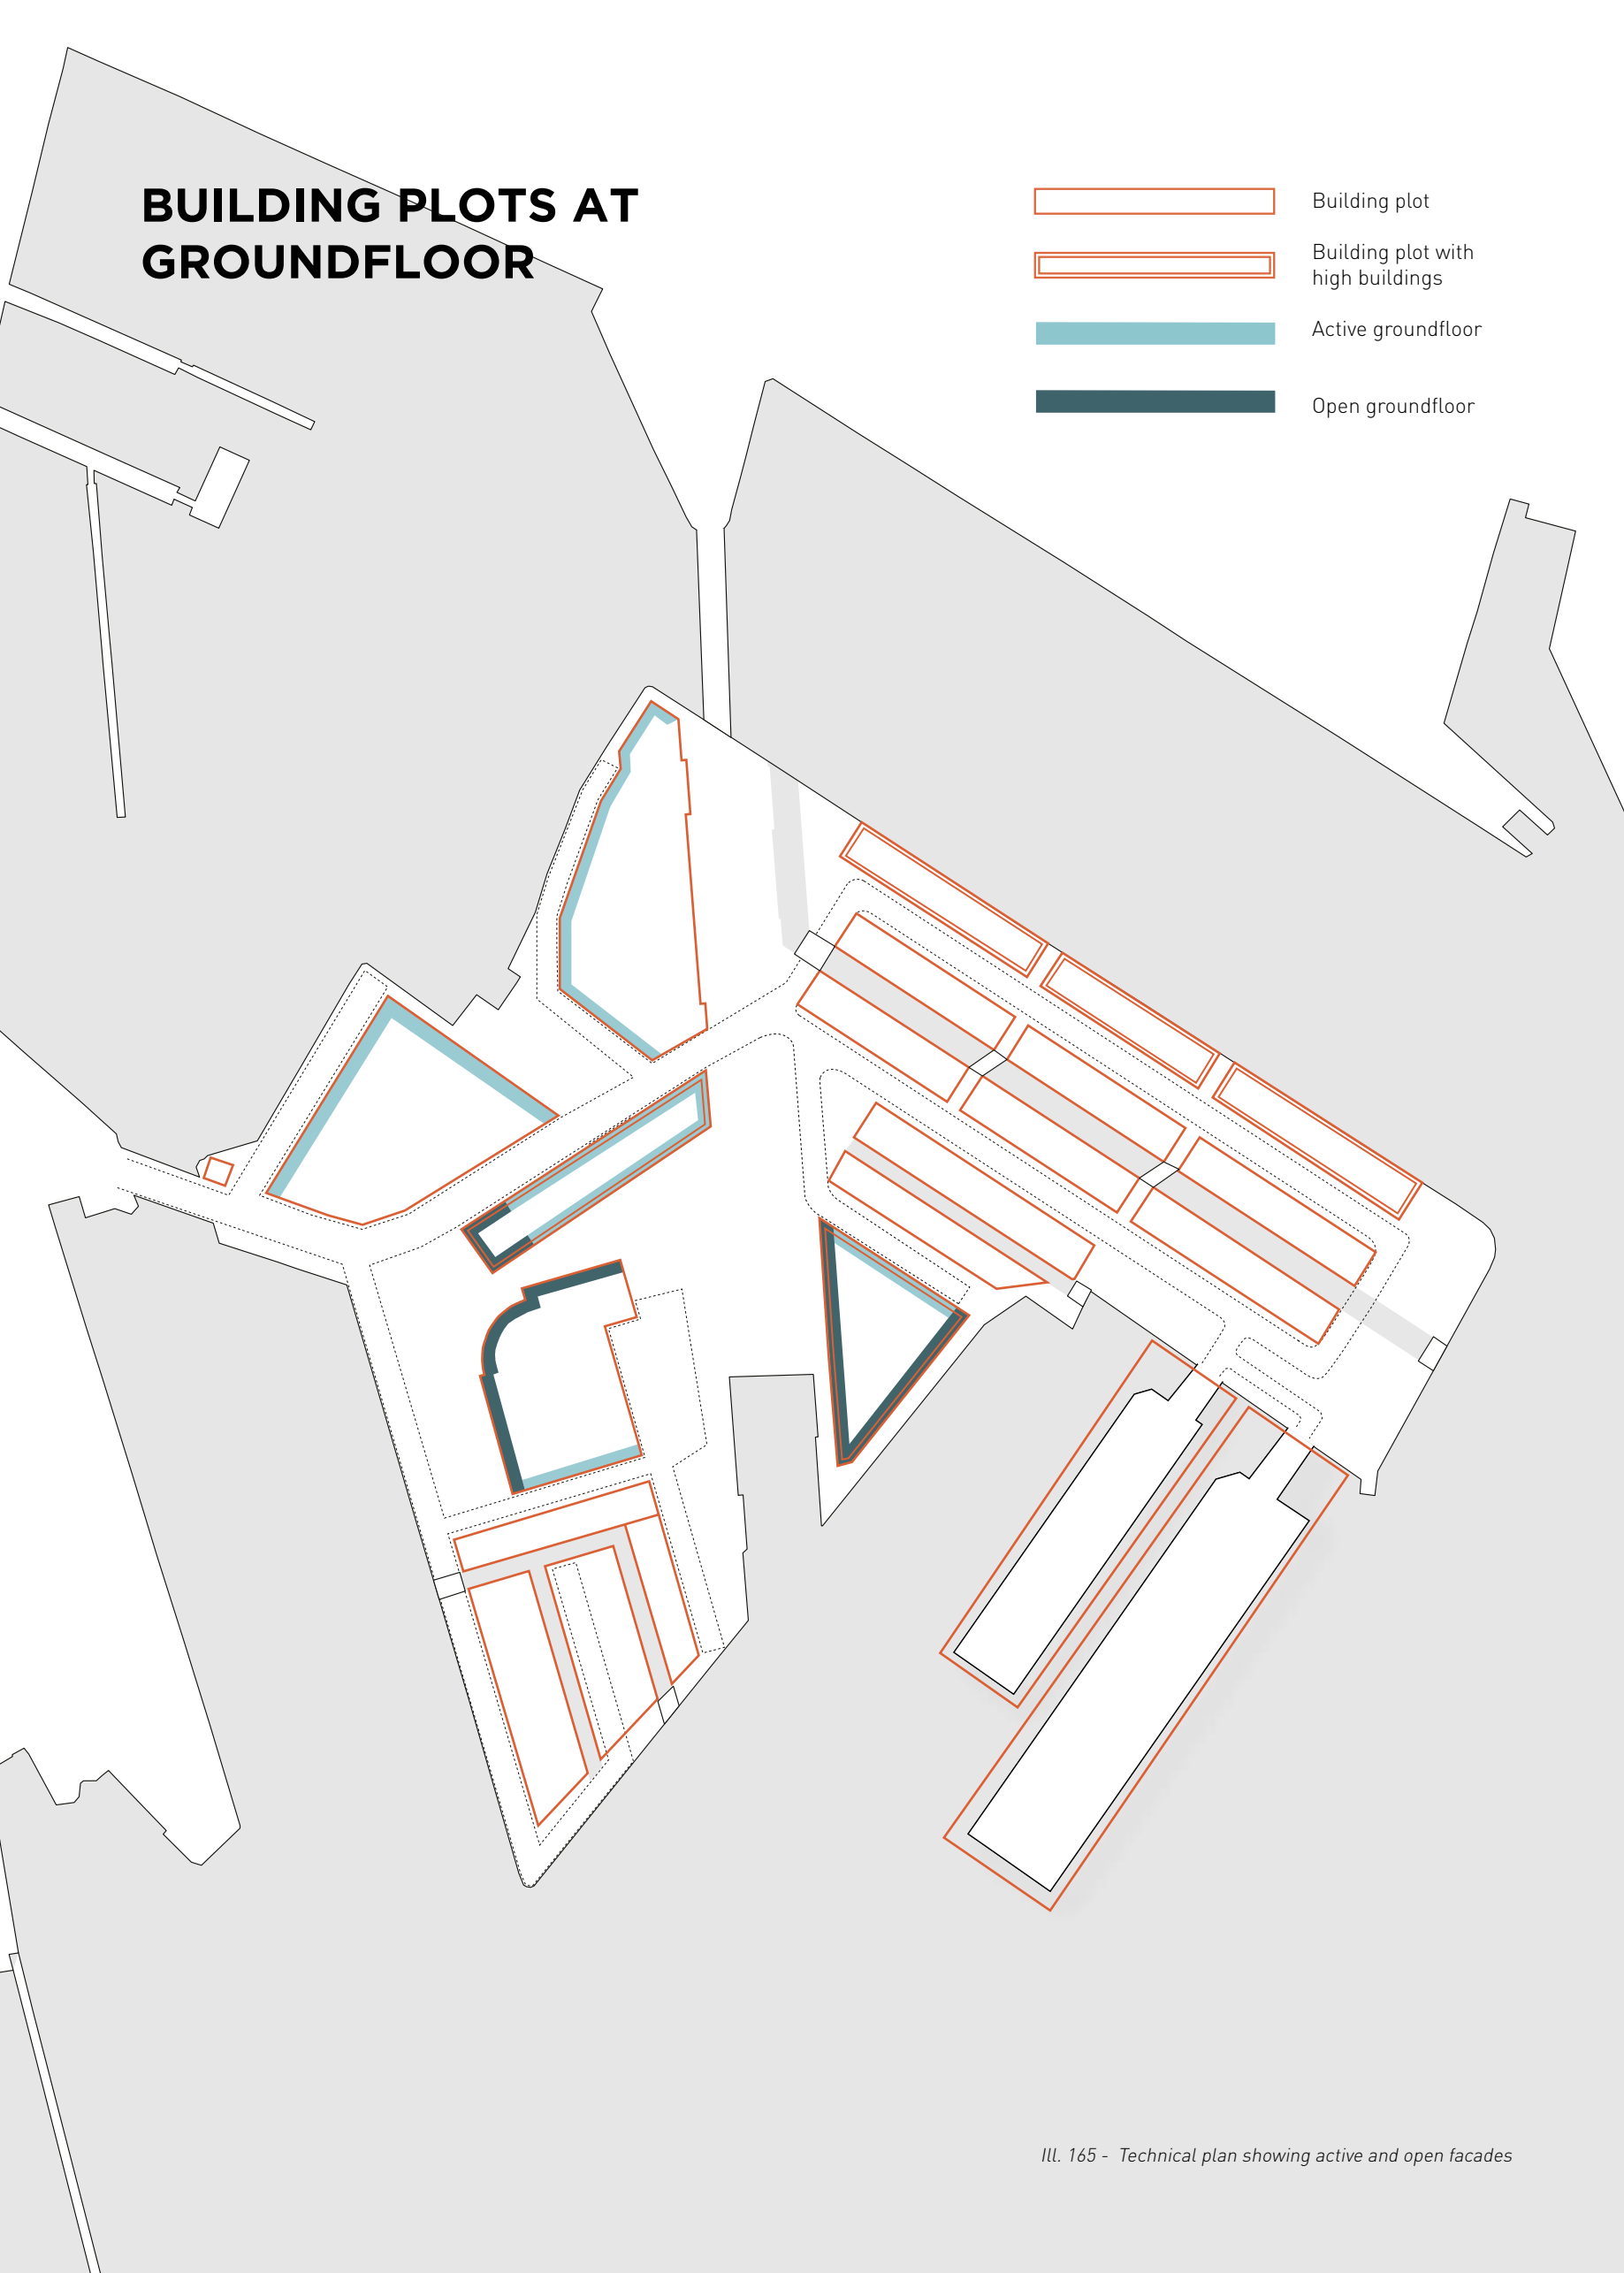 BUILDING PLOTS AT
GROUNDFLOOR
Building plot
Building plot with
high buildings
Active groundfloor
Open groundfloor
Ill. 165 - Technical plan showing active and open facades